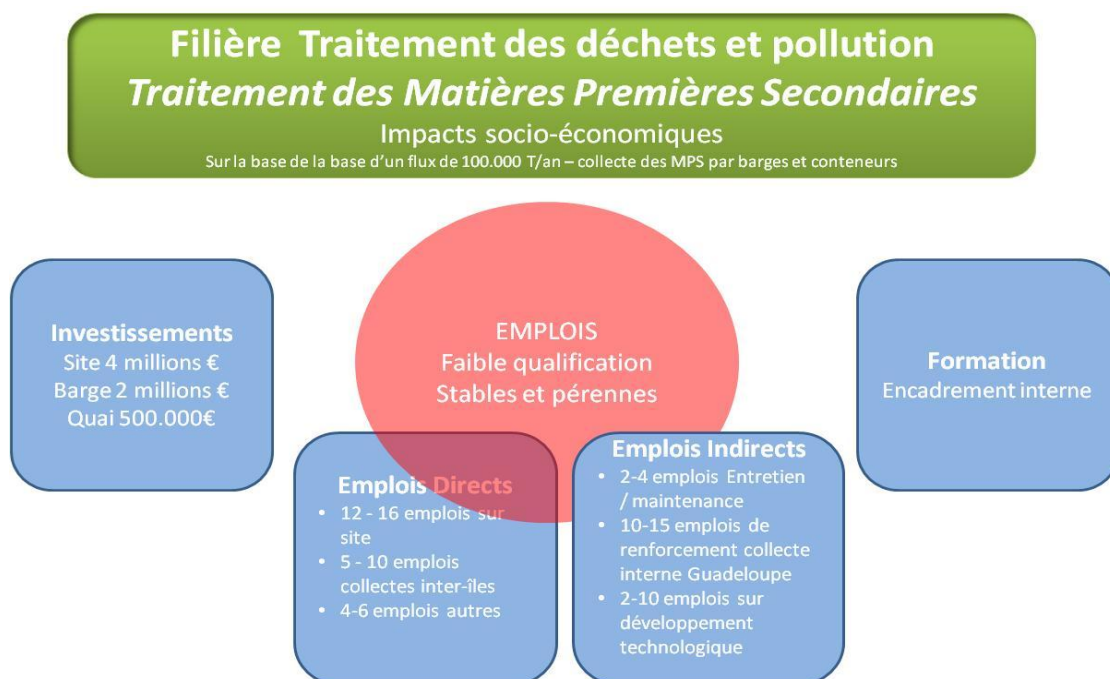 Filière Traitement des déchets et pollution
Traitement des Matières Premières Secondaires
Impacts socio-économiques
Sur la base de la base d'un flux de 100.000 T/an – collecte des MPS par barges et conteneurs
Investissements
Site 4 millions €
Barge 2 millions €
Quai 500.000€
EMPLOIS
Faible qualification
Stables et pérennes
Formation
Encadrement interne
Emplois Directs
• 12 - 16 emplois sur
site
• 5 - 10 emplois
collectes inter-îles
• 4-6 emplois autres
Emplois Indirects
• 2-4 emplois Entretien
/ maintenance
• 10-15 emplois de
renforcement collecte
interne Guadeloupe
• 2-10 emplois sur
développement
technologique